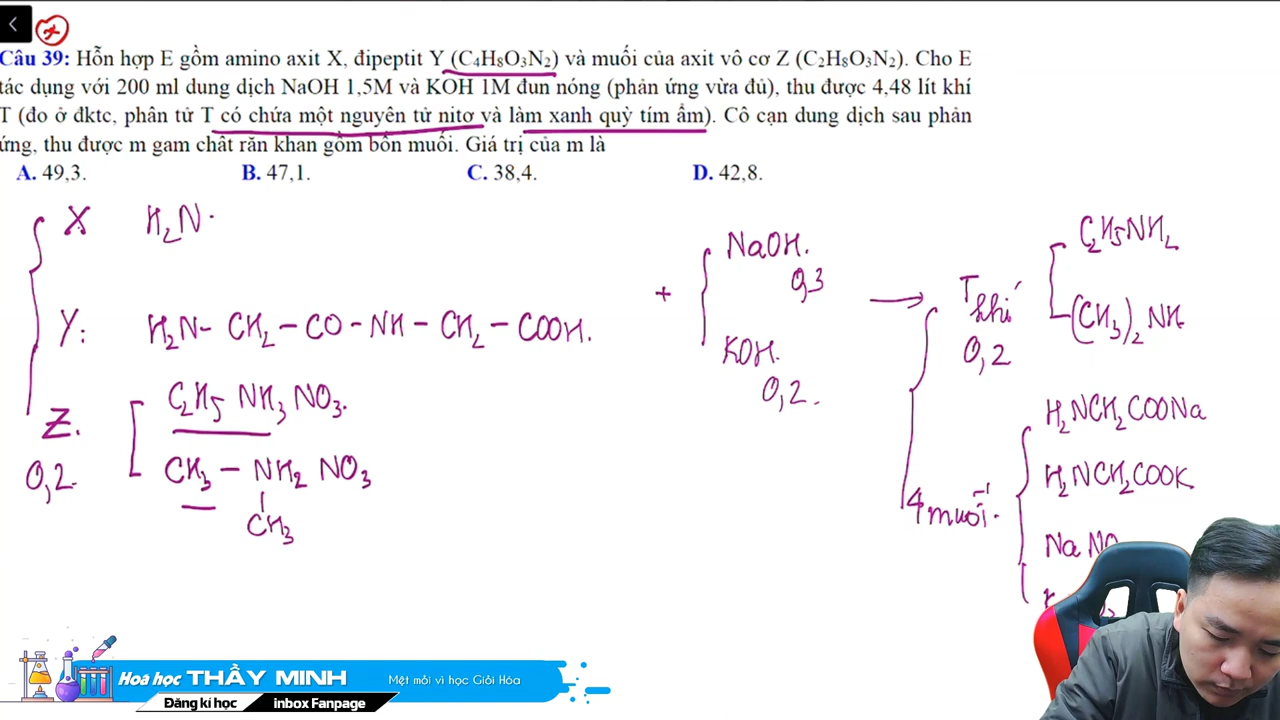 Câu 39: Hỗn hợp E gồm amino axit X, đipeptit Y (C₄H₈O₃N₂) và muối của axit vô cơ Z (C₂H₈O₃N₂). Cho E
tác dụng với 200 ml dung dịch NaOH 1,5M và KOH 1M đun nóng (phản ứng vừa đủ), thu được 4,48 lít khí
T (đo ở đktc, phân tử T có chứa một nguyên tử nitơ và làm xanh quỳ tím ẩm). Cô cạn dung dịch sau phản
ứng, thu được m gam chất rắn khan gồm bốn muối. Giá trị của m là
A. 49,3. B. 47,1. C. 38,4. D. 42,8.
X H₂N-
Y: H₂N- CH₂ – CO – NH – CH₂ – COOH.
Z. 0,2
C₂H₅ NH₃ NO₃.
CH₃ – NH₂ NO₃
CH₃
+
NaOH. 0,3
KOH. 0,2.
T khí 0,2
C₂H₅NH₂
(CH₃)₂ NH
4 muối.
H₂NCH₂COONa
H₂NCH₂COOK
Hoá học THẦY MINH
Mệt mỏi vì học Giỏi Hóa
Đăng kí học inbox Fanpage